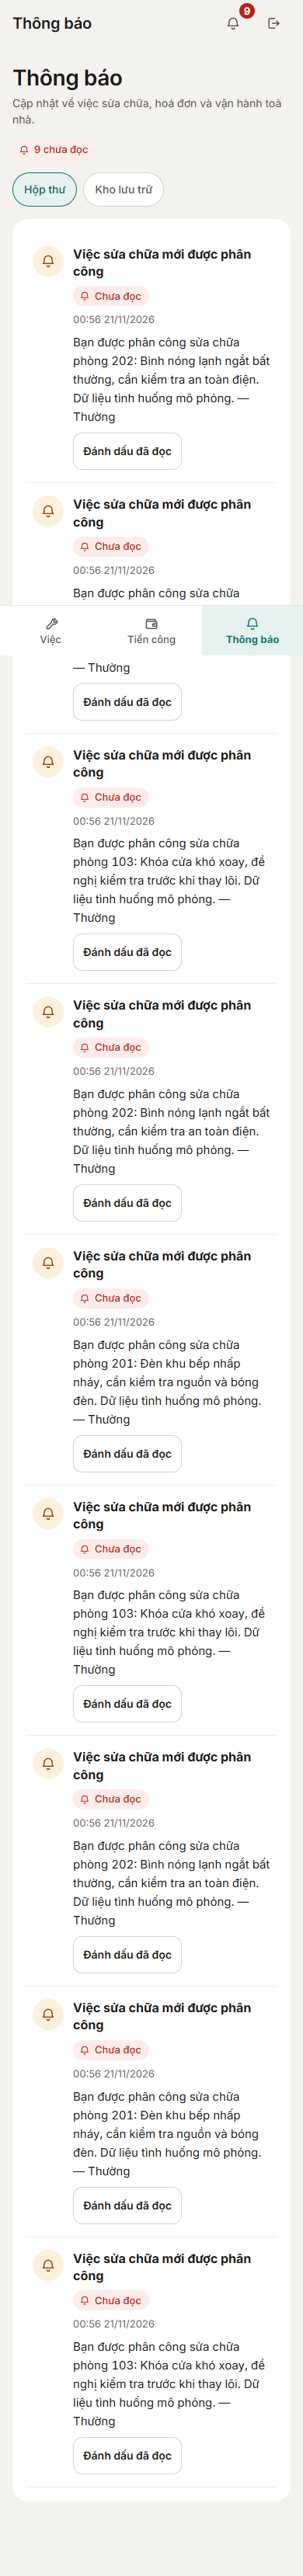 Thông báo
9
Thông báo
Cập nhật về việc sửa chữa, hoá đơn và vận hành toà
nhà.
9 chưa đọc
Hộp thư
Kho lưu trữ
Việc sửa chữa mới được phân
công
Chưa đọc
00:56 21/11/2026
Bạn được phân công sửa chữa
phòng 202: Bình nóng lạnh ngắt bất
thường, cần kiểm tra an toàn điện.
Dữ liệu tình huống mô phỏng. —
Thường
Đánh dấu đã đọc
Việc sửa chữa mới được phân
công
Chưa đọc
00:56 21/11/2026
Bạn được phân công sửa chữa
Việc
Tiền công
Thông báo
— Thường
Đánh dấu đã đọc
Việc sửa chữa mới được phân
công
Chưa đọc
00:56 21/11/2026
Bạn được phân công sửa chữa
phòng 103: Khóa cửa khó xoay, đề
nghị kiểm tra trước khi thay lõi. Dữ
liệu tình huống mô phỏng. —
Thường
Đánh dấu đã đọc
Việc sửa chữa mới được phân
công
Chưa đọc
00:56 21/11/2026
Bạn được phân công sửa chữa
phòng 202: Bình nóng lạnh ngắt bất
thường, cần kiểm tra an toàn điện.
Dữ liệu tình huống mô phỏng. —
Thường
Đánh dấu đã đọc
Việc sửa chữa mới được phân
công
Chưa đọc
00:56 21/11/2026
Bạn được phân công sửa chữa
phòng 201: Đèn khu bếp nhấp
nháy, cần kiểm tra nguồn và bóng
đèn. Dữ liệu tình huống mô phỏng.
— Thường
Đánh dấu đã đọc
Việc sửa chữa mới được phân
công
Chưa đọc
00:56 21/11/2026
Bạn được phân công sửa chữa
phòng 103: Khóa cửa khó xoay, đề
nghị kiểm tra trước khi thay lõi. Dữ
liệu tình huống mô phỏng. —
Thường
Đánh dấu đã đọc
Việc sửa chữa mới được phân
công
Chưa đọc
00:56 21/11/2026
Bạn được phân công sửa chữa
phòng 202: Bình nóng lạnh ngắt bất
thường, cần kiểm tra an toàn điện.
Dữ liệu tình huống mô phỏng. —
Thường
Đánh dấu đã đọc
Việc sửa chữa mới được phân
công
Chưa đọc
00:56 21/11/2026
Bạn được phân công sửa chữa
phòng 201: Đèn khu bếp nhấp
nháy, cần kiểm tra nguồn và bóng
đèn. Dữ liệu tình huống mô phỏng.
— Thường
Đánh dấu đã đọc
Việc sửa chữa mới được phân
công
Chưa đọc
00:56 21/11/2026
Bạn được phân công sửa chữa
phòng 103: Khóa cửa khó xoay, đề
nghị kiểm tra trước khi thay lõi. Dữ
liệu tình huống mô phỏng. —
Thường
Đánh dấu đã đọc